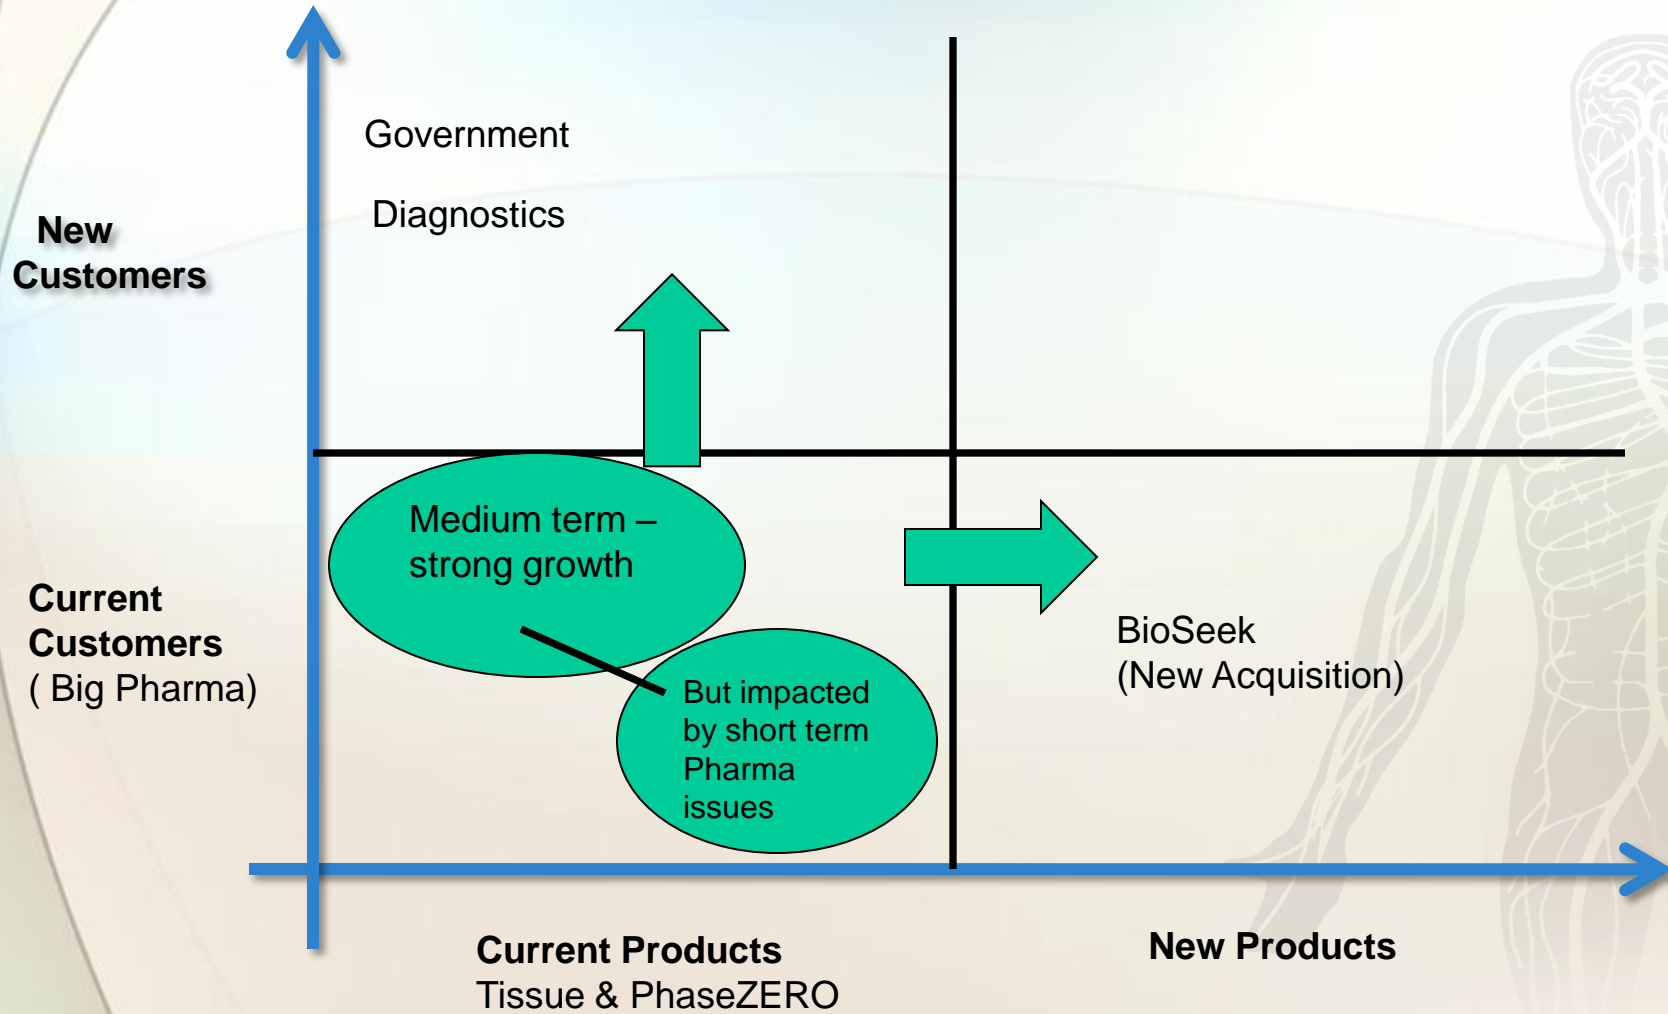 Government
Diagnostics
New
Customers
Medium term –
strong growth
Current
Customers
( Big Pharma)
But impacted
by short term
Pharma
issues
BioSeek
(New Acquisition)
Current Products
Tissue & PhaseZERO
New Products